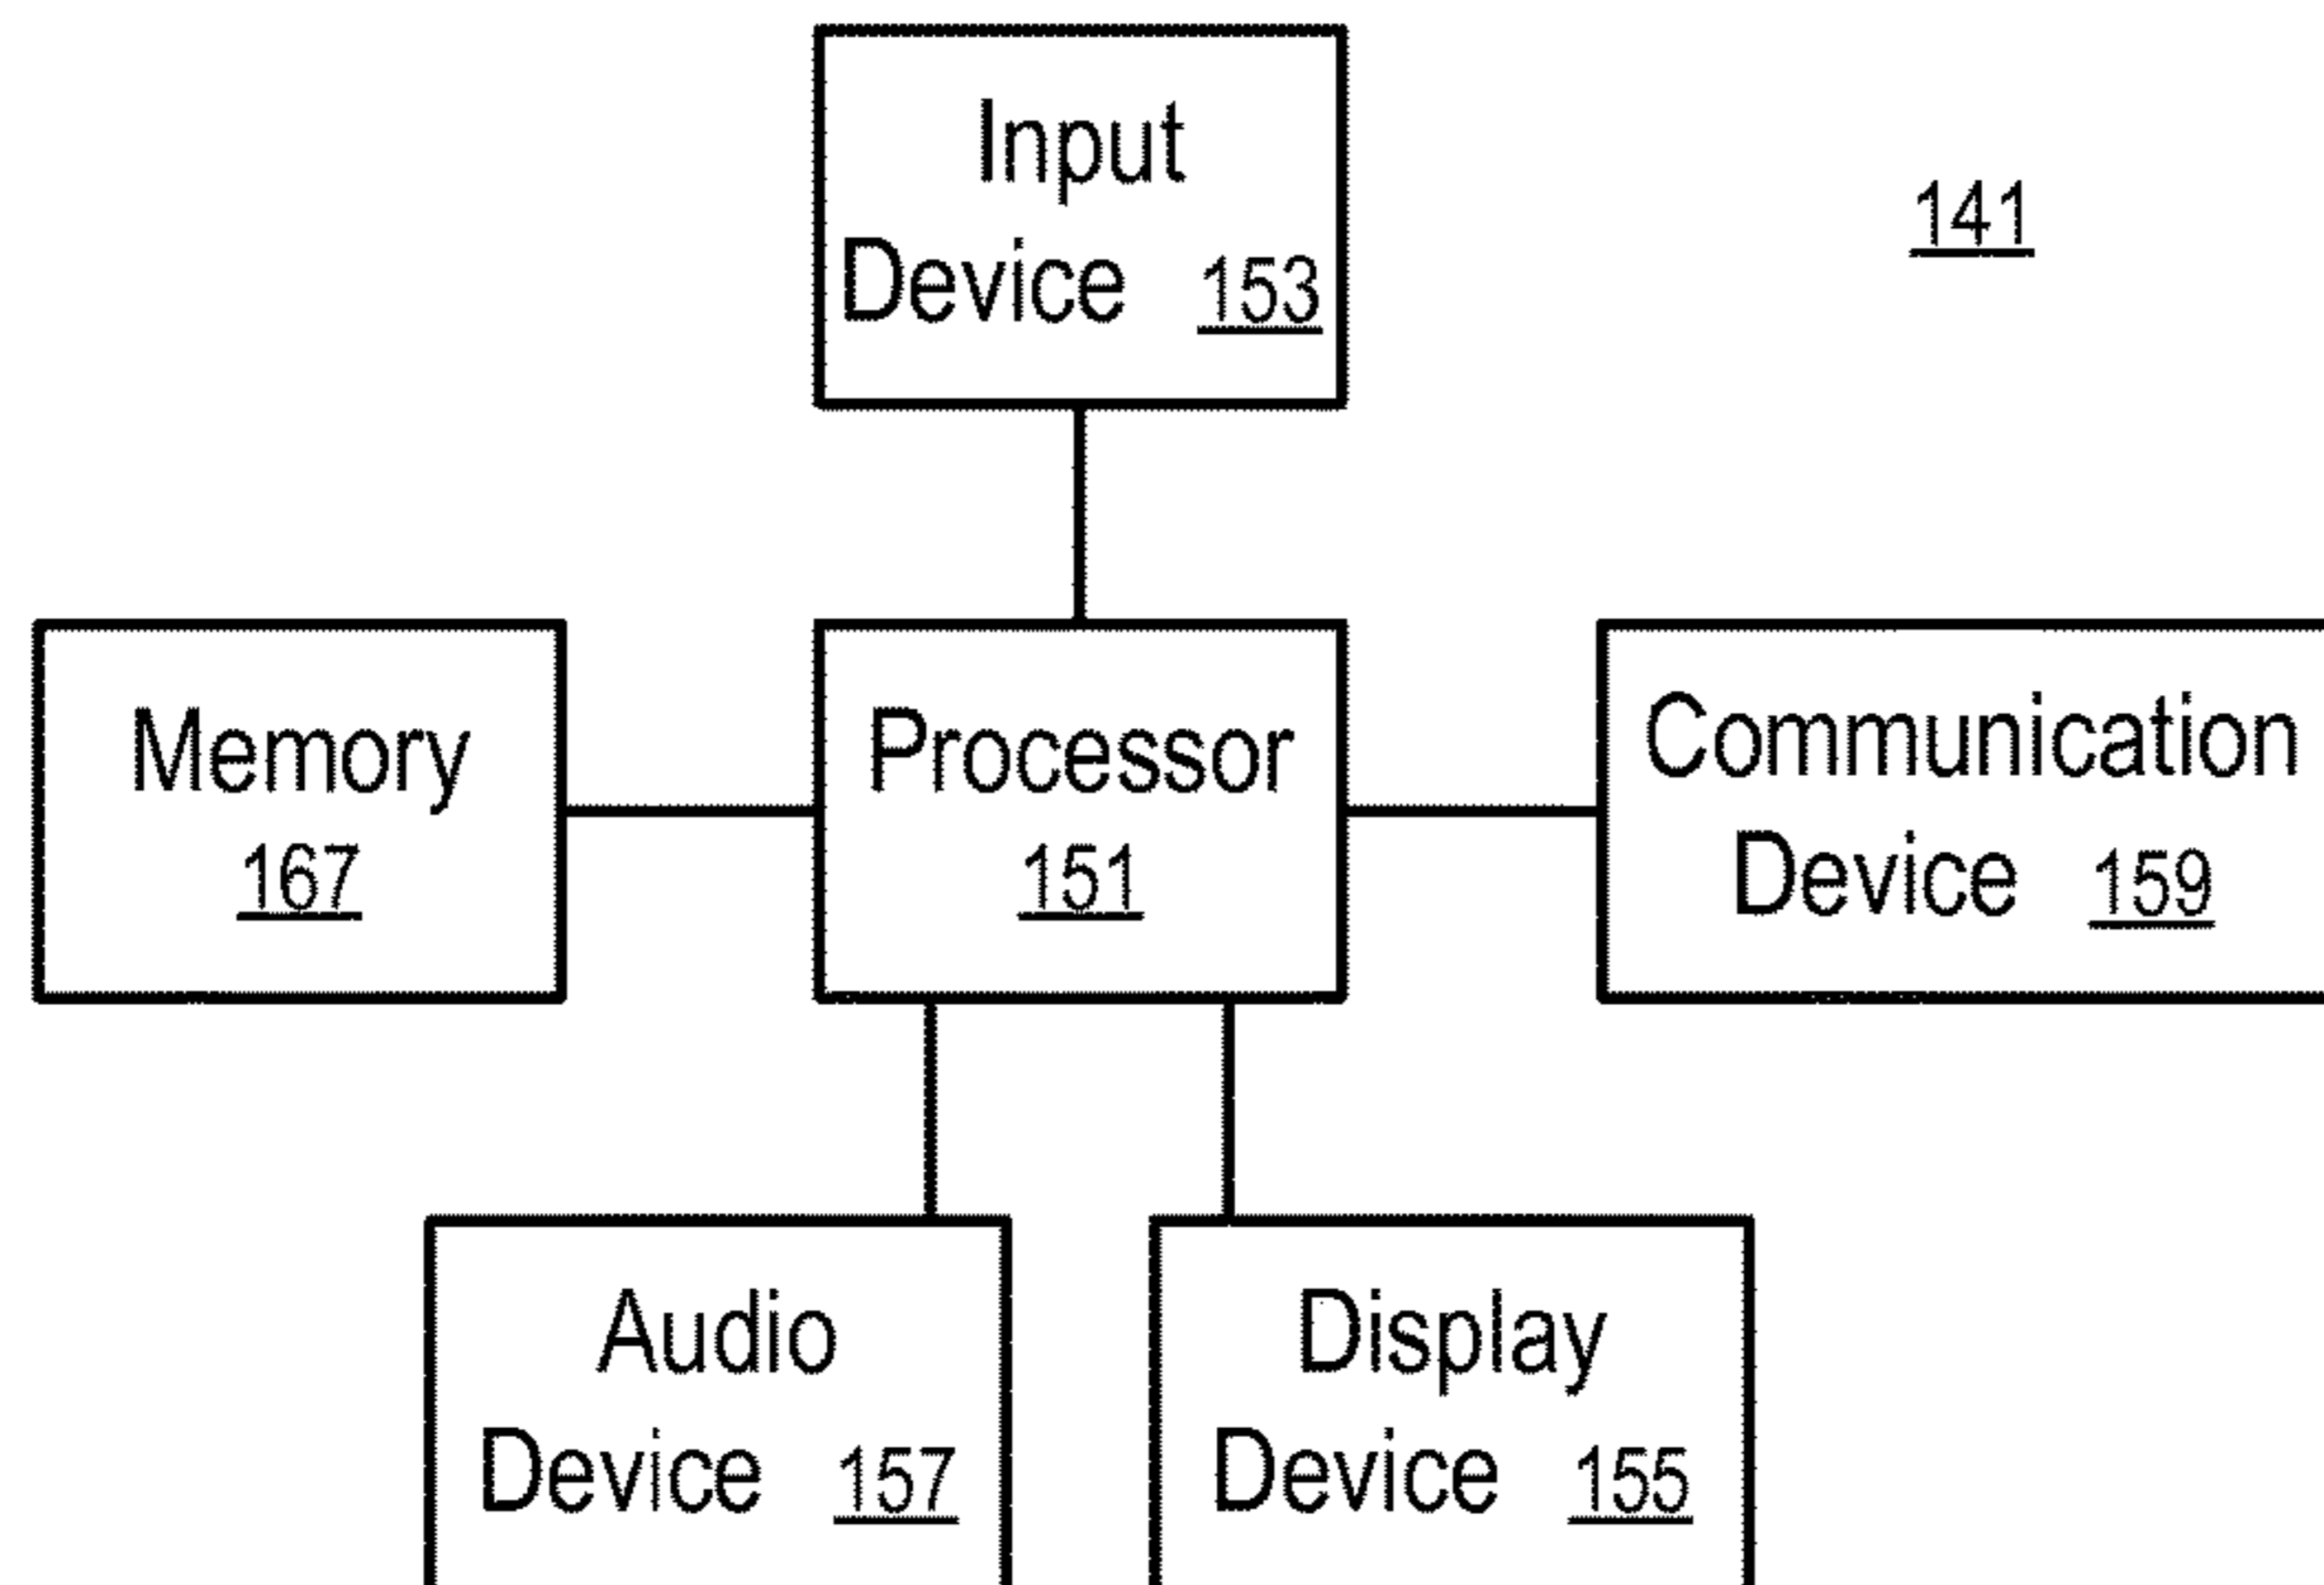 Input
Device 153
141
Memory
167
Processor
151
Communication
Device 159
Audio
Device 157
Display
Device 155